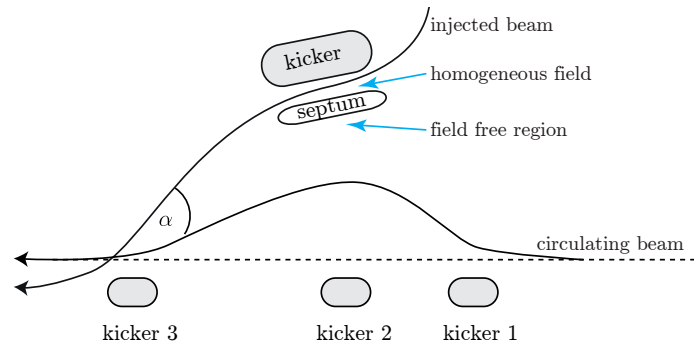 injected beam
kicker
homogeneous field
septum
field free region
α
circulating beam
kicker 3
kicker 2
kicker 1